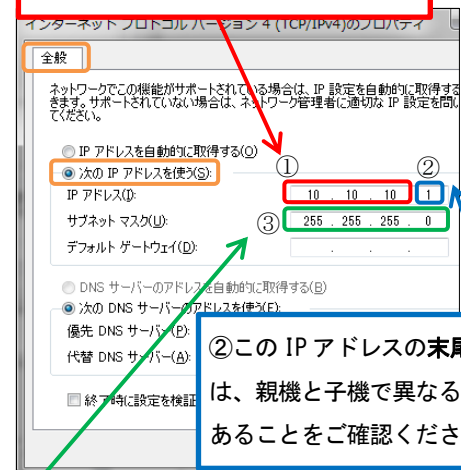 インターネット プロトコル バージョン 4 (TCP/IPv4)のプロパティ
全般
ネットワークでこの機能がサポートされている場合は、IP 設定を自動的に取得する
きます。サポートされていない場合は、ネットワーク管理者に適切な IP 設定を問い
てください。
IP アドレスを自動的に取得する(O)
① ②
次の IP アドレスを使う(S):
IP アドレス(I): 10 . 10 . 10 . 1
サブネット マスク(U): ③ 255 . 255 . 255 . 0
デフォルト ゲートウェイ(D): . . .
DNS サーバーのアドレスを自動的に取得する(B)
次の DNS サーバーのアドレスを使う(E):
優先 DNS サーバー(P):
代替 DNS サーバー(A):
終了時に設定を検証
②この IP アドレスの末尾
は、親機と子機で異なる
あることをご確認くださ